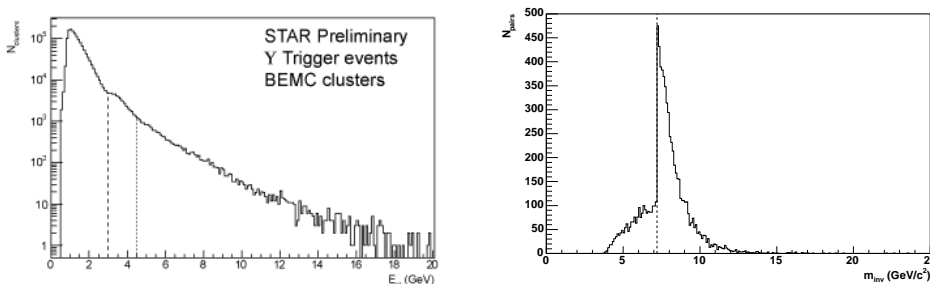 N_clusters
10^5
10^4
10^3
10^2
10
1
STAR Preliminary
ϒ Trigger events
BEMC clusters
0 2 4 6 8 10 12 14 16 18 20
(GeV)
N_pairs
500
450
400
350
300
250
200
150
100
50
0
0 5 10 15 20 25
m_inv (GeV/c²)